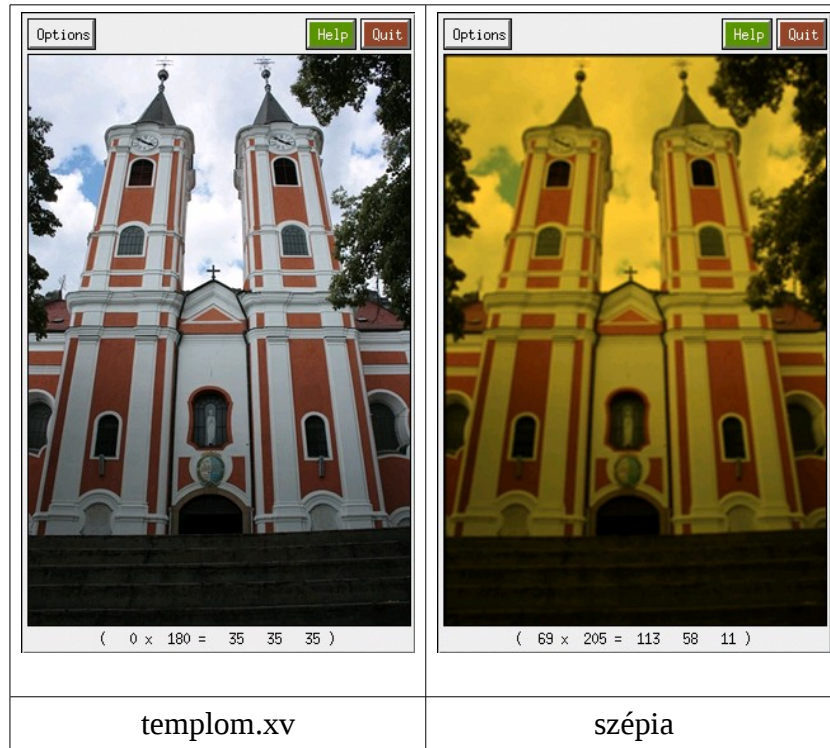 Options Help Quit
Options Help Quit
( 0 x 180 = 35 35 35 )
( 69 x 205 = 113 58 11 )
templom.xv
szépia